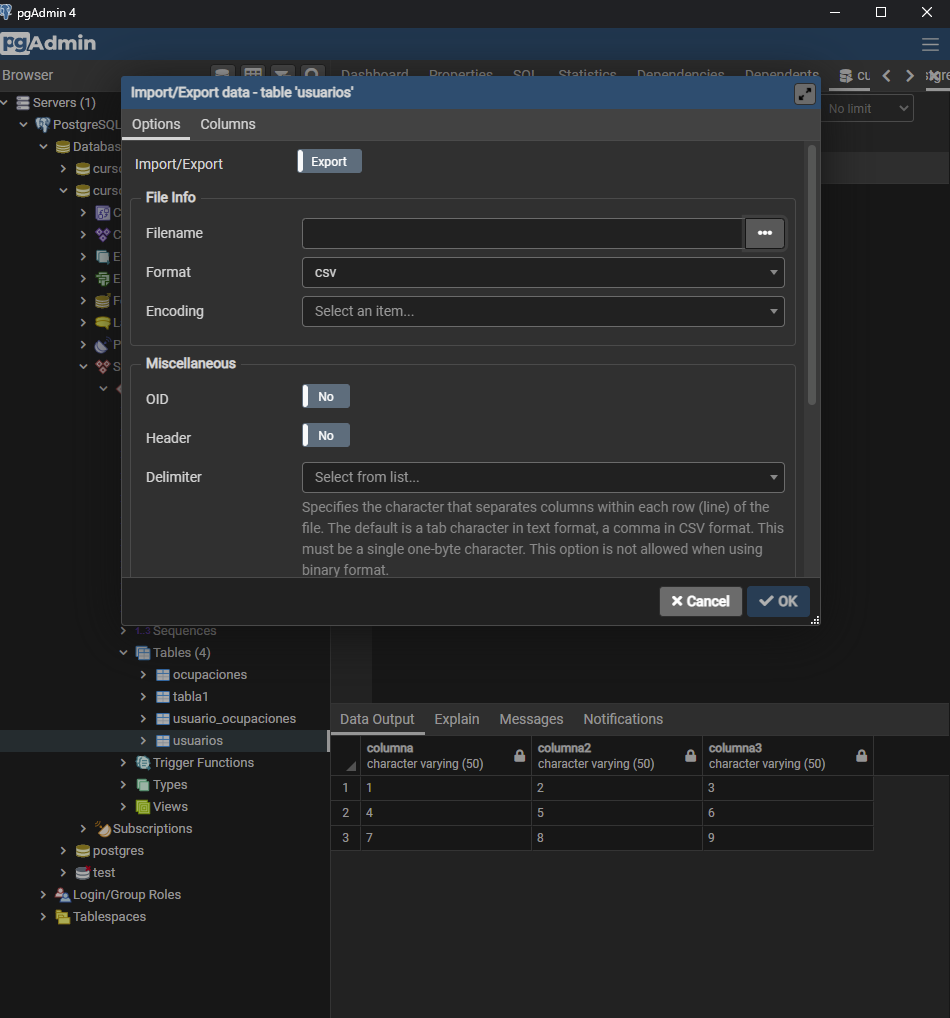 pgAdmin 4
pgAdmin
Browser
Dashboard Properties SQL Statistics Dependencies Dependents
Servers (1)
PostgreSQL
No limit
Import/Export data - table 'usuarios'
Options Columns
Import/Export Export
File Info
Filename
Format csv
Encoding Select an item...
Miscellaneous
OID No
Header No
Delimiter Select from list...
Specifies the character that separates columns within each row (line) of the
file. The default is a tab character in text format, a comma in CSV format. This
must be a single one-byte character. This option is not allowed when using
binary format.
Cancel OK
1..3 Sequences
Tables (4)
ocupaciones
tabla1
usuario_ocupaciones
usuarios
Trigger Functions
Types
Views
Subscriptions
postgres
test
Login/Group Roles
Tablespaces
Data Output Explain Messages Notifications
columna columna2 columna3
character varying (50) character varying (50) character varying (50)
1 1 2 3
2 4 5 6
3 7 8 9